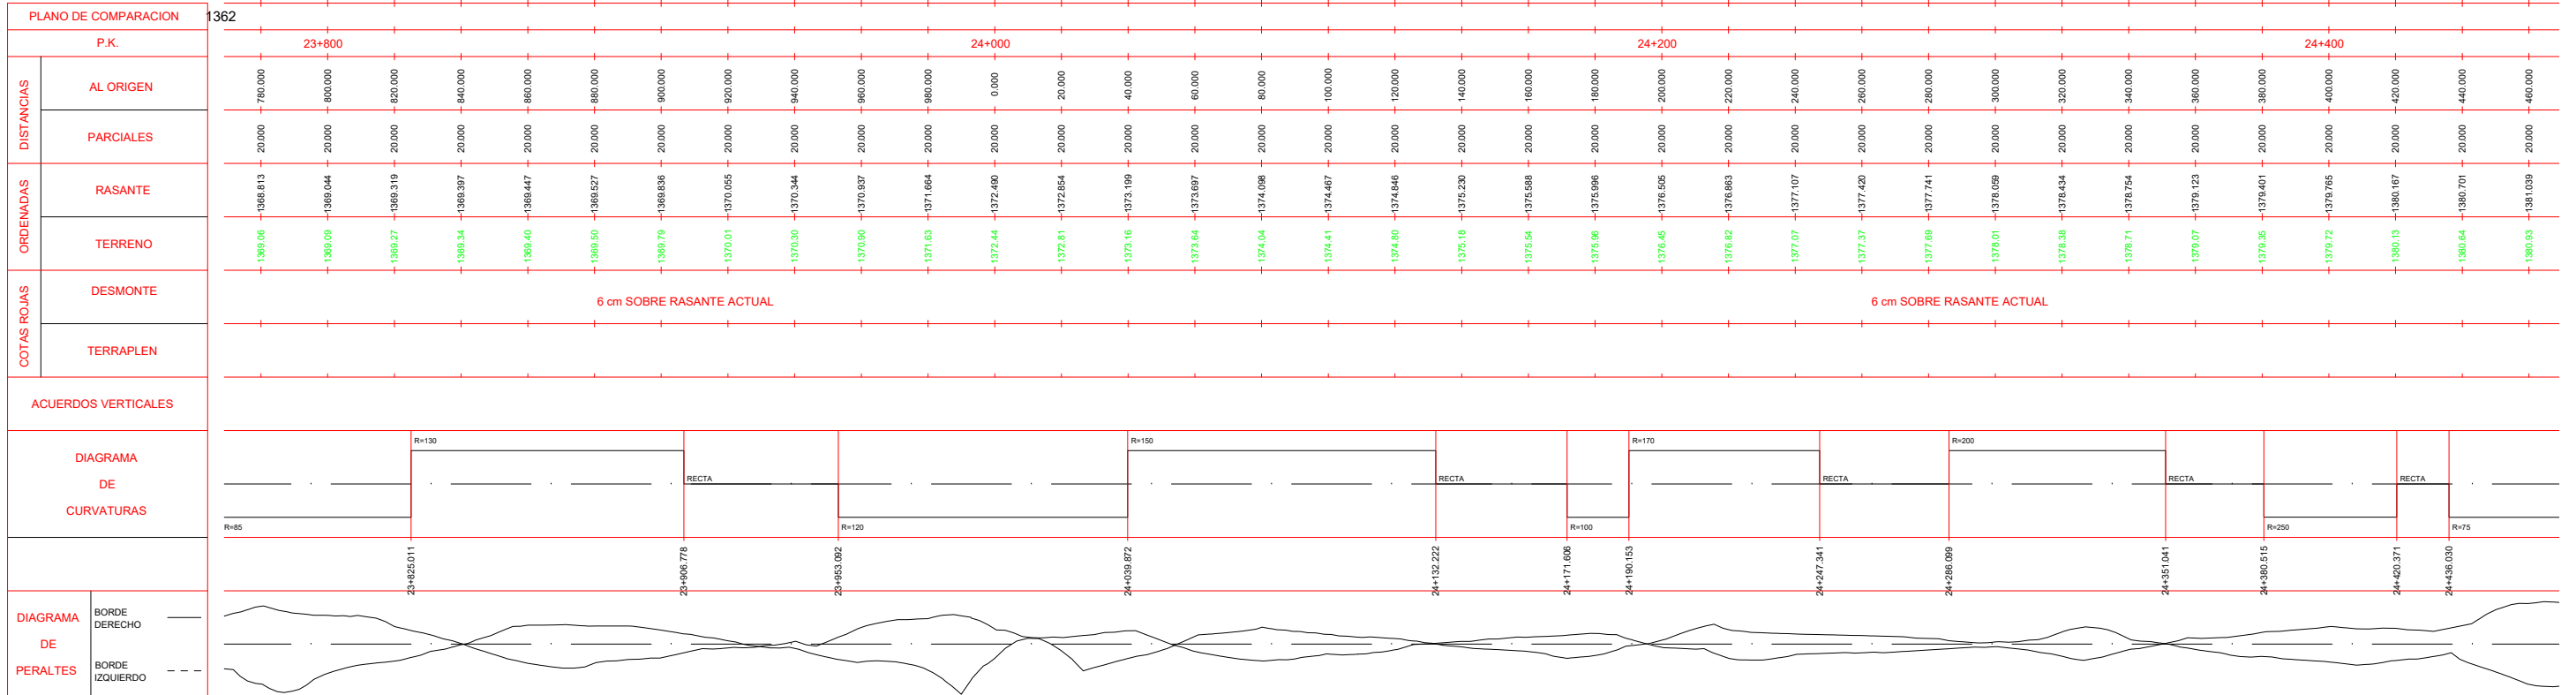 PLANO DE COMPARACION 1362
P.K. 23+800 24+000 24+200 24+400
DISTANCIAS
AL ORIGEN 780.000 800.000 820.000 840.000 860.000 880.000 900.000 920.000 940.000 960.000 980.000 0.000 20.000 40.000 60.000 80.000 100.000 120.000 140.000 160.000 180.000 200.000 220.000 240.000 260.000 280.000 300.000 320.000 340.000 360.000 380.000 400.000 420.000 440.000 460.000
PARCIALES 20.000 20.000 20.000 20.000 20.000 20.000 20.000 20.000 20.000 20.000 20.000 20.000 20.000 20.000 20.000 20.000 20.000 20.000 20.000 20.000 20.000 20.000 20.000 20.000 20.000 20.000 20.000 20.000 20.000 20.000 20.000 20.000 20.000 20.000 20.000
ORDENADAS
RASANTE 1368.813 1369.044 1369.319 1369.397 1369.447 1369.527 1369.836 1370.055 1370.344 1370.937 1371.664 1372.490 1372.854 1373.199 1373.697 1374.098 1374.467 1374.846 1375.230 1375.588 1375.996 1376.505 1376.863 1377.107 1377.420 1377.741 1378.059 1378.434 1378.754 1379.123 1379.401 1379.765 1380.167 1380.701 1381.039
TERRENO 1369.06 1369.09 1369.27 1369.34 1369.40 1369.50 1369.79 1370.01 1370.30 1370.90 1371.63 1372.44 1372.81 1373.16 1373.64 1374.04 1374.41 1374.80 1375.18 1375.54 1375.96 1376.45 1376.82 1377.07 1377.37 1377.69 1378.01 1378.38 1378.71 1379.07 1379.35 1379.72 1380.13 1380.64 1380.93
COTAS ROJAS
DESMONTE
6 cm SOBRE RASANTE ACTUAL 6 cm SOBRE RASANTE ACTUAL
TERRAPLEN
ACUERDOS VERTICALES
DIAGRAMA
DE
CURVATURAS
R=85 R=130 RECTA R=120 R=150 RECTA R=100 R=170 RECTA R=200 RECTA R=250 RECTA R=75
23+825.011 23+906.778 23+953.092 24+039.872 24+132.222 24+171.606 24+190.153 24+247.341 24+286.099 24+351.041 24+380.515 24+420.371 24+436.030
DIAGRAMA
DE
PERALTES
BORDE
DERECHO
BORDE
IZQUIERDO